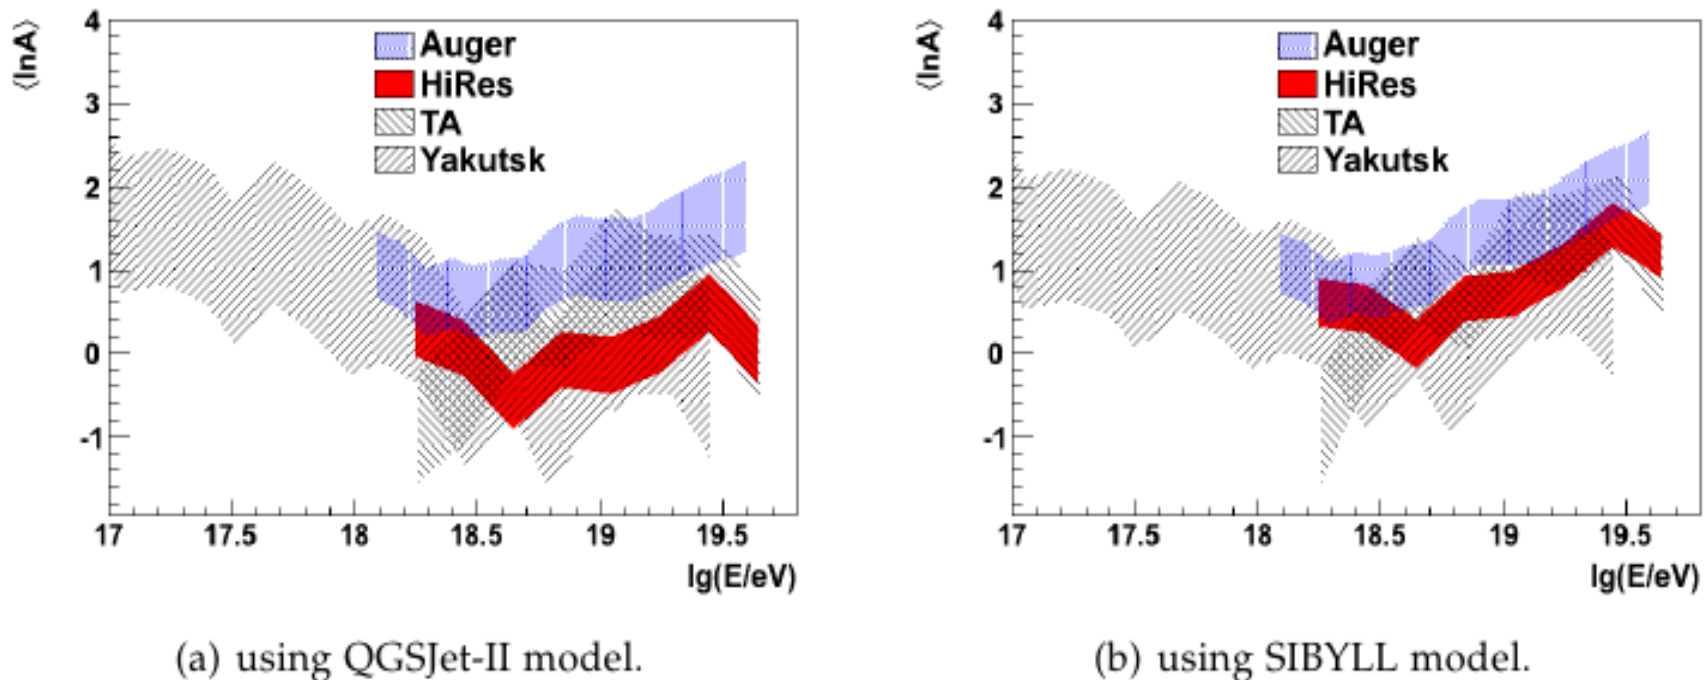 4
3
2
1
0
-1
⟨lnA⟩
Auger
HiRes
TA
Yakutsk
17 17.5 18 18.5 19 19.5
lg(E/eV)
(a) using QGSJet-II model.
4
3
2
1
0
-1
⟨lnA⟩
Auger
HiRes
TA
Yakutsk
17 17.5 18 18.5 19 19.5
lg(E/eV)
(b) using SIBYLL model.